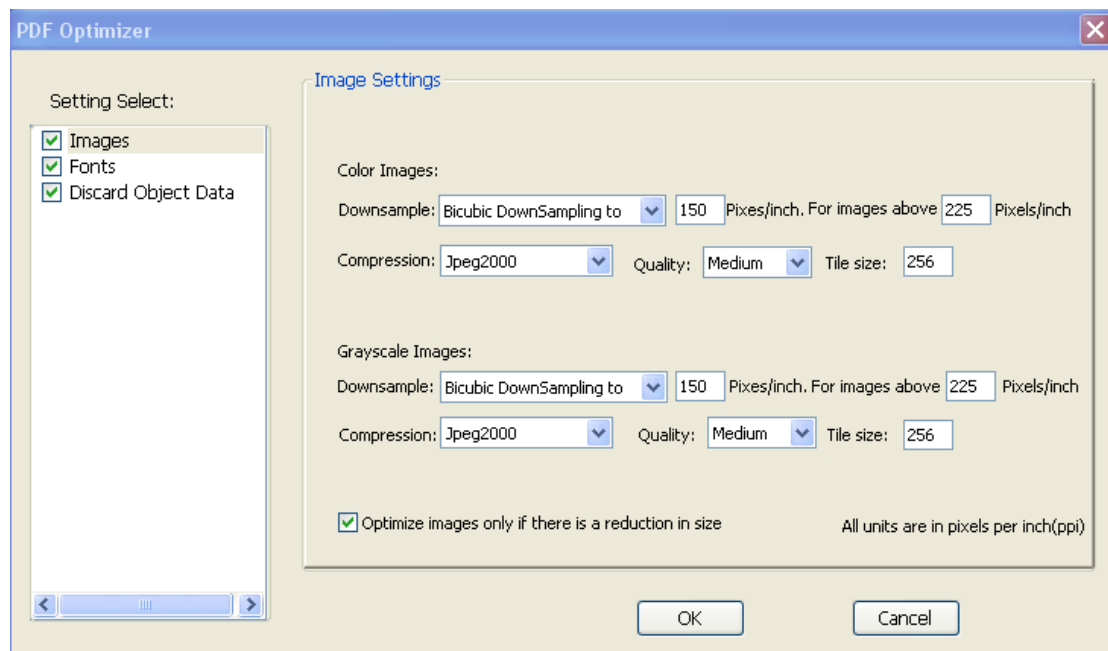 PDF Optimizer
Setting Select:
Images
Fonts
Discard Object Data
Image Settings
Color Images:
Downsample: Bicubic DownSampling to 150 Pixes/inch. For images above 225 Pixels/inch
Compression: Jpeg2000 Quality: Medium Tile size: 256
Grayscale Images:
Downsample: Bicubic DownSampling to 150 Pixes/inch. For images above 225 Pixels/inch
Compression: Jpeg2000 Quality: Medium Tile size: 256
Optimize images only if there is a reduction in size All units are in pixels per inch(ppi)
OK Cancel